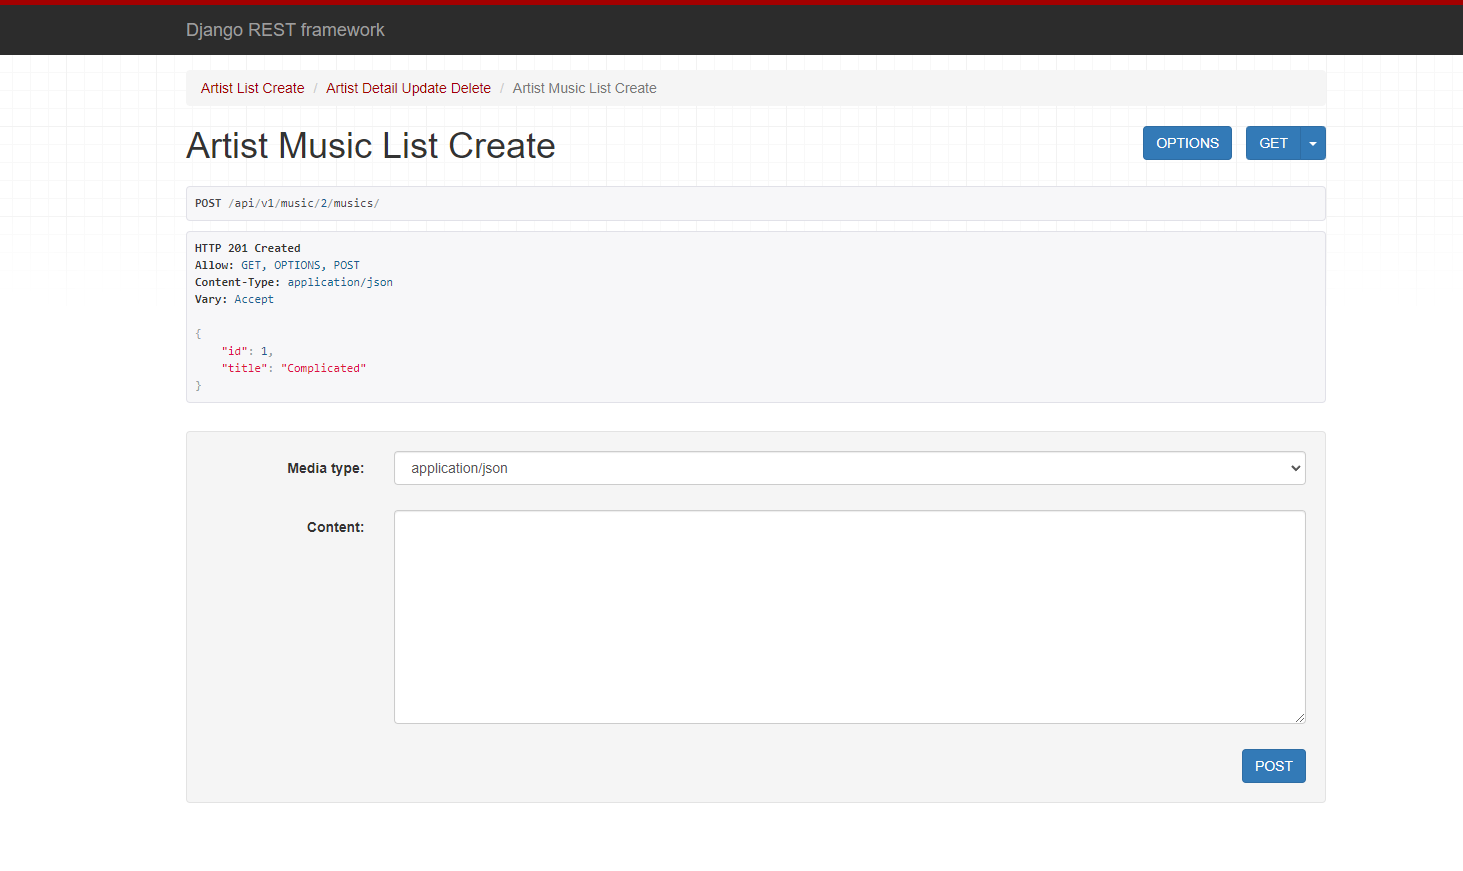 Django REST framework
Artist List Create / Artist Detail Update Delete / Artist Music List Create
Artist Music List Create
OPTIONS GET
POST /api/v1/music/2/musics/
HTTP 201 Created
Allow: GET, OPTIONS, POST
Content-Type: application/json
Vary: Accept
{
"id": 1,
"title": "Complicated"
}
Media type: application/json
Content:
POST